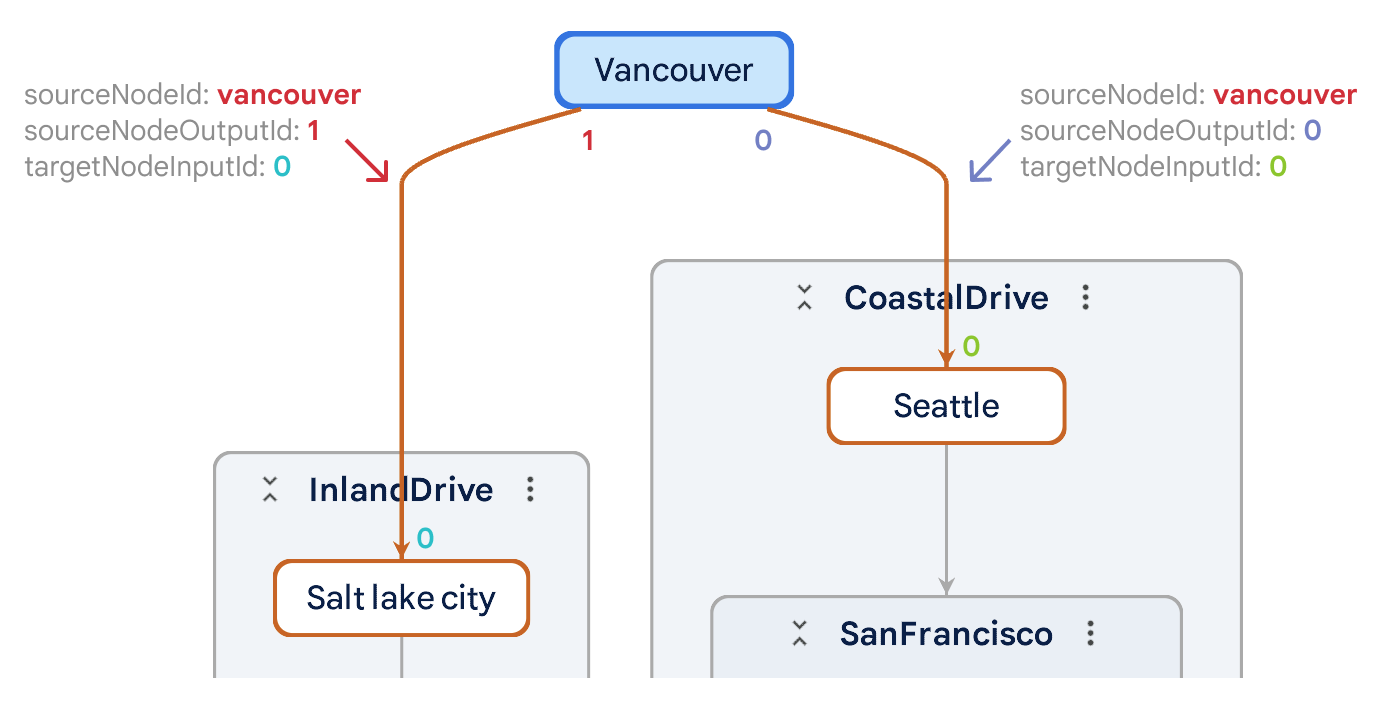 Vancouver
sourceNodeId: vancouver
sourceNodeOutputId: 1
targetNodeInputId: 0
sourceNodeId: vancouver
sourceNodeOutputId: 0
targetNodeInputId: 0
1
0
CoastalDrive
0
Seattle
InlandDrive
0
Salt lake city
SanFrancisco